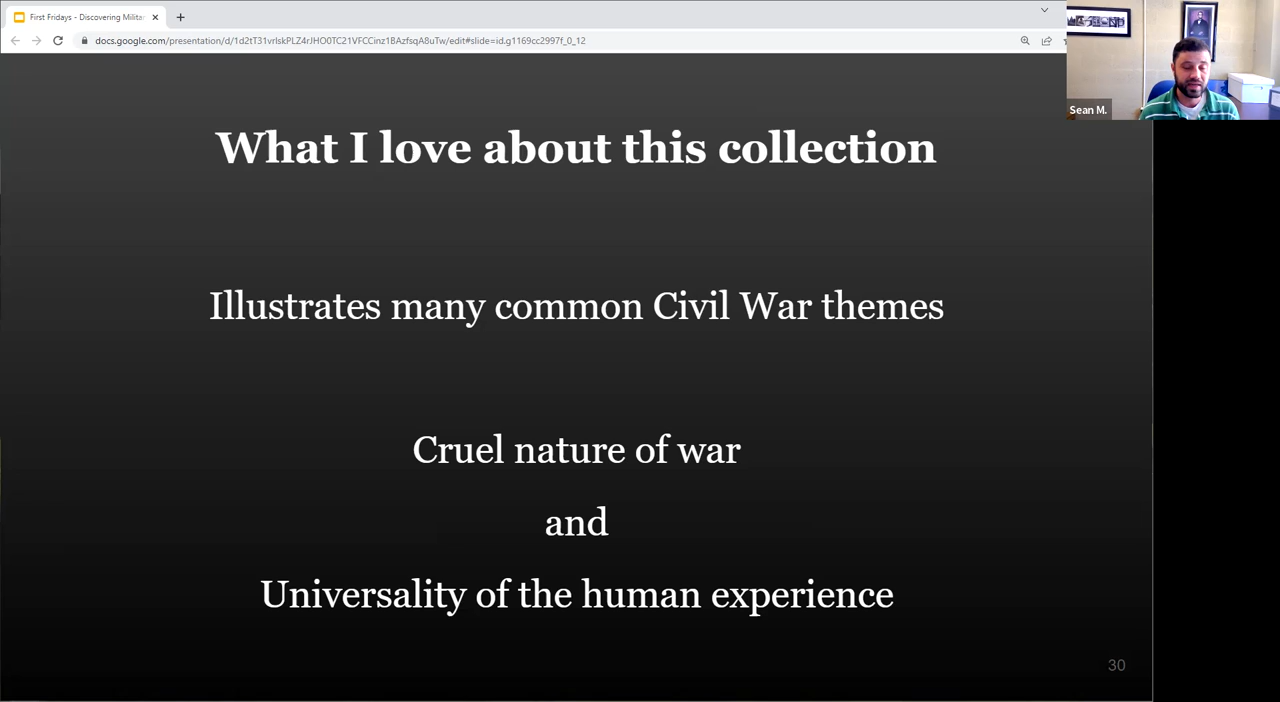 First Fridays - Discovering Milita
docs.google.com/presentation/d/1d2tT31vrlskPLZ4rJHO0TC21VFCCinz1BAzfsqA8uTw/edit#slide=id.g1169cc2997f_0_12
Sean M.
What I love about this collection
Illustrates many common Civil War themes
Cruel nature of war
and
Universality of the human experience
30